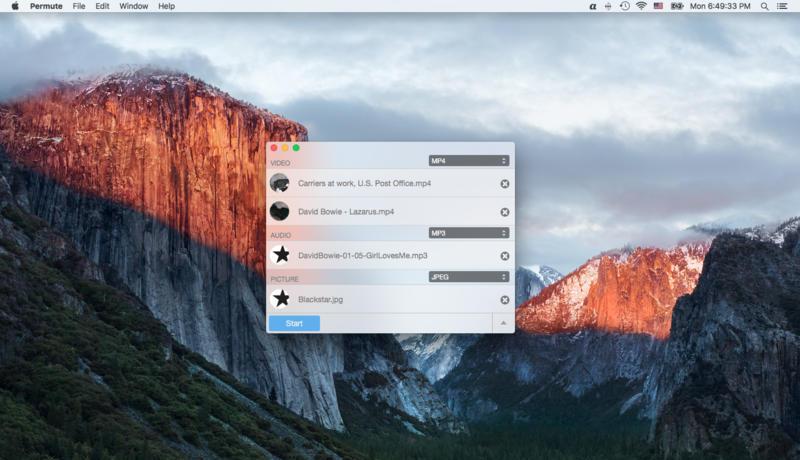 Permute File Edit Window Help Mon 6:49:33 PM
VIDEO MP4
Carriers at work, U.S. Post Office.mp4
David Bowie - Lazarus.mp4
AUDIO MP3
DavidBowie-01-05-GirlLovesMe.mp3
PICTURE JPEG
Blackstar.jpg
Start